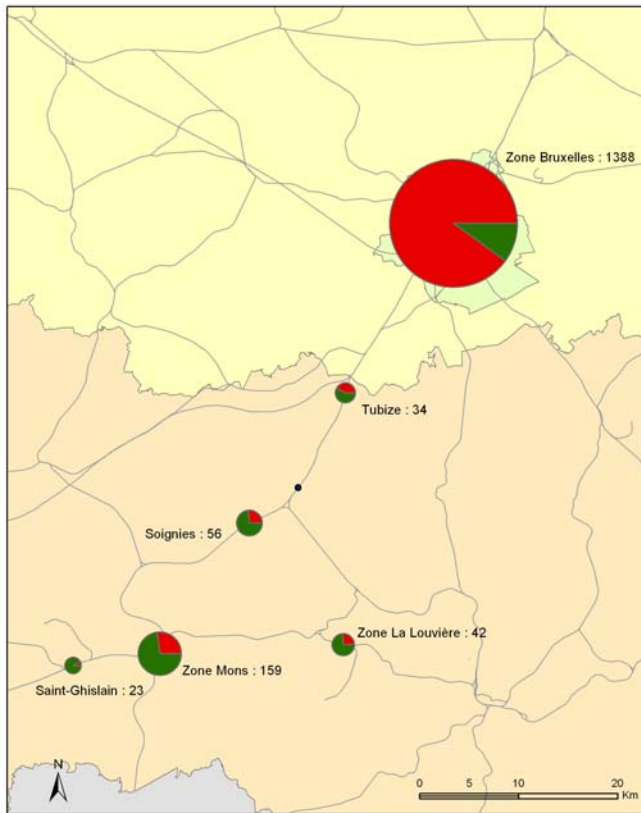 Zone Bruxelles : 1388
Tubize : 34
Soignies : 56
Zone La Louvière : 42
Zone Mons : 159
Saint-Ghislain : 23
N
0 5 10 20
Km